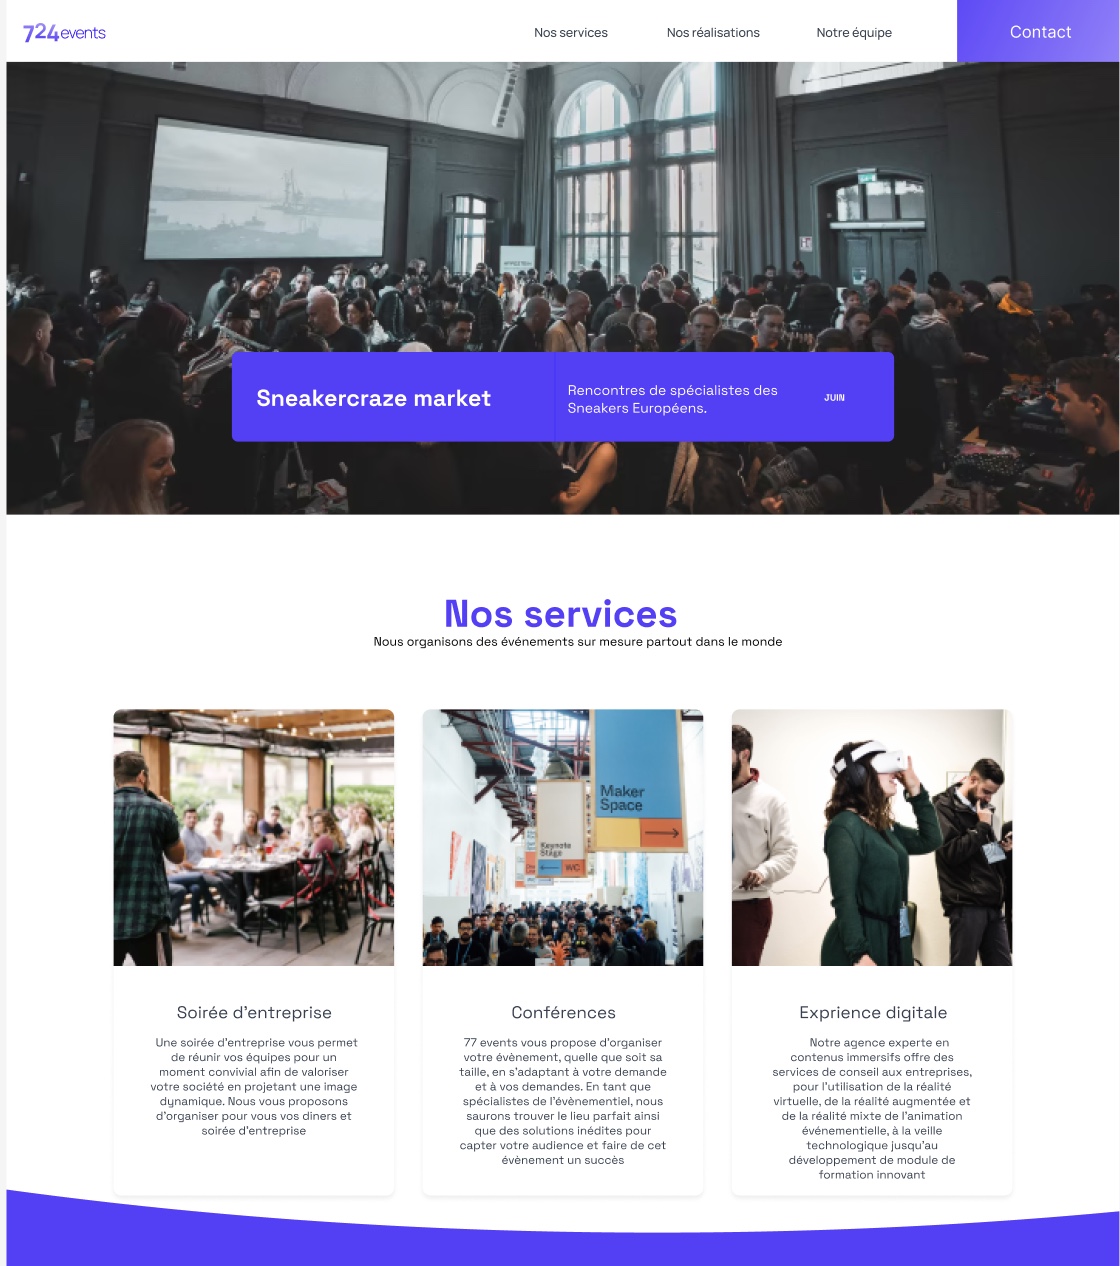 724events
Nos services
Nos réalisations
Notre équipe
Contact
Sneakercraze market
Rencontres de spécialistes des
Sneakers Européens.
JUIN
Nos services
Nous organisons des événements sur mesure partout dans le monde
Maker
Space
Keynote
Stage
WC
Soirée d'entreprise
Une soirée d'entreprise vous permet
de réunir vos équipes pour un
moment convivial afin de valoriser
votre société en projetant une image
dynamique. Nous vous proposons
d'organiser pour vous vos diners et
soirée d'entreprise
Conférences
77 events vous propose d'organiser
votre évènement, quelle que soit sa
taille, en s'adaptant à votre demande
et à vos demandes. En tant que
spécialistes de l'évènementiel, nous
saurons trouver le lieu parfait ainsi
que des solutions inédites pour
capter votre audience et faire de cet
évènement un succès
Exprience digitale
Notre agence experte en
contenus immersifs offre des
services de conseil aux entreprises,
pour l'utilisation de la réalité
virtuelle, de la réalité augmentée et
de la réalité mixte de l'animation
événementielle, à la veille
technologique jusqu'au
développement de module de
formation innovant